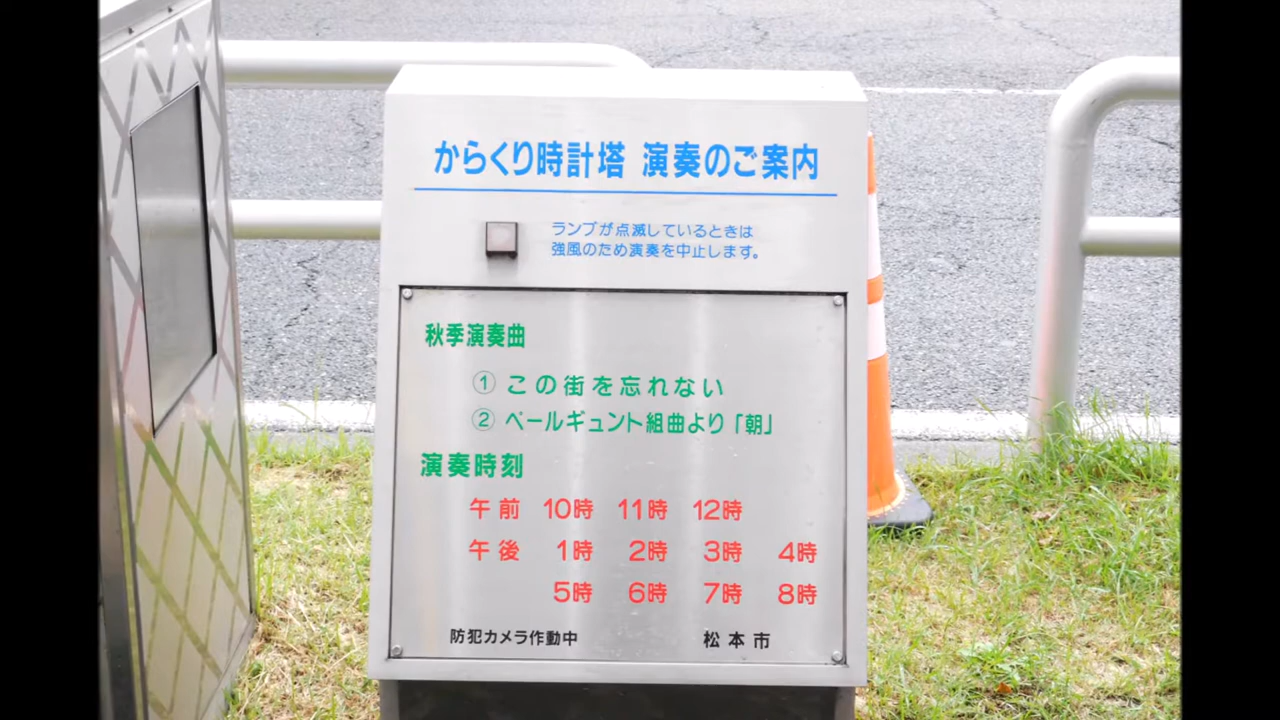 からくり時計塔 演奏のご案内
ランプが点滅しているときは
強風のため演奏を中止します。
秋季演奏曲
① この街を忘れない
② ペールギュント組曲より「朝」
演奏時刻
午前 10時 11時 12時
午後 1時 2時 3時 4時
5時 6時 7時 8時
防犯カメラ作動中 松本市